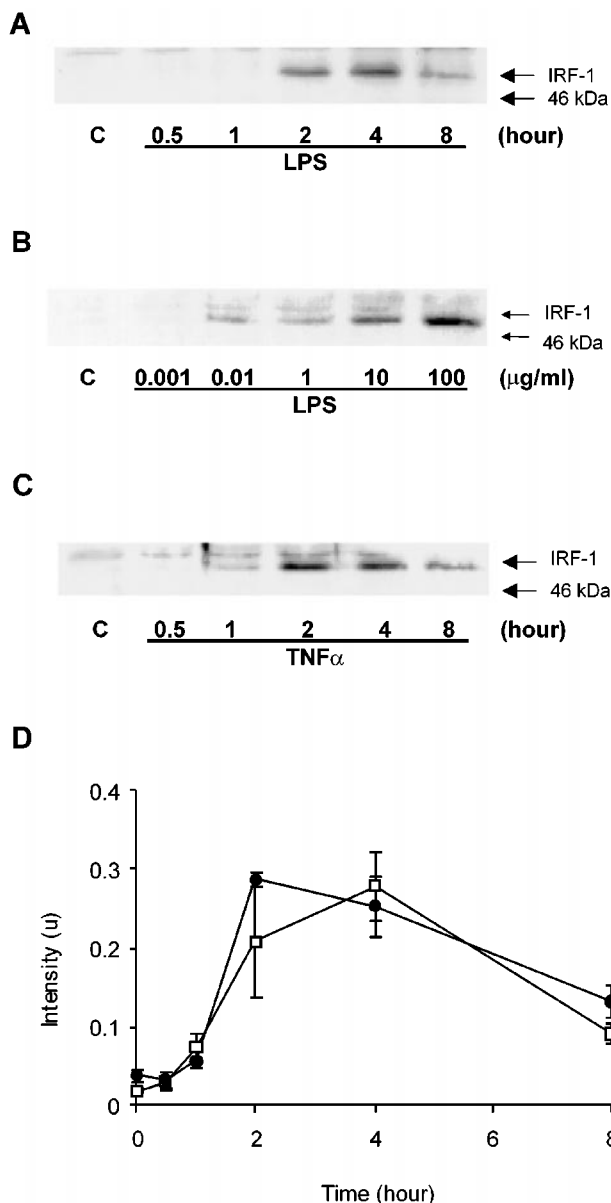 A
IRF-1
46 kDa
C 0.5 1 2 4 8 (hour)
LPS
B
IRF-1
46 kDa
C 0.001 0.01 1 10 100 (μg/ml)
LPS
C
IRF-1
46 kDa
C 0.5 1 2 4 8 (hour)
TNFα
D
0.4
0.3
0.2
0.1
0
Intensity (u)
0 2 4 6 8
Time (hour)